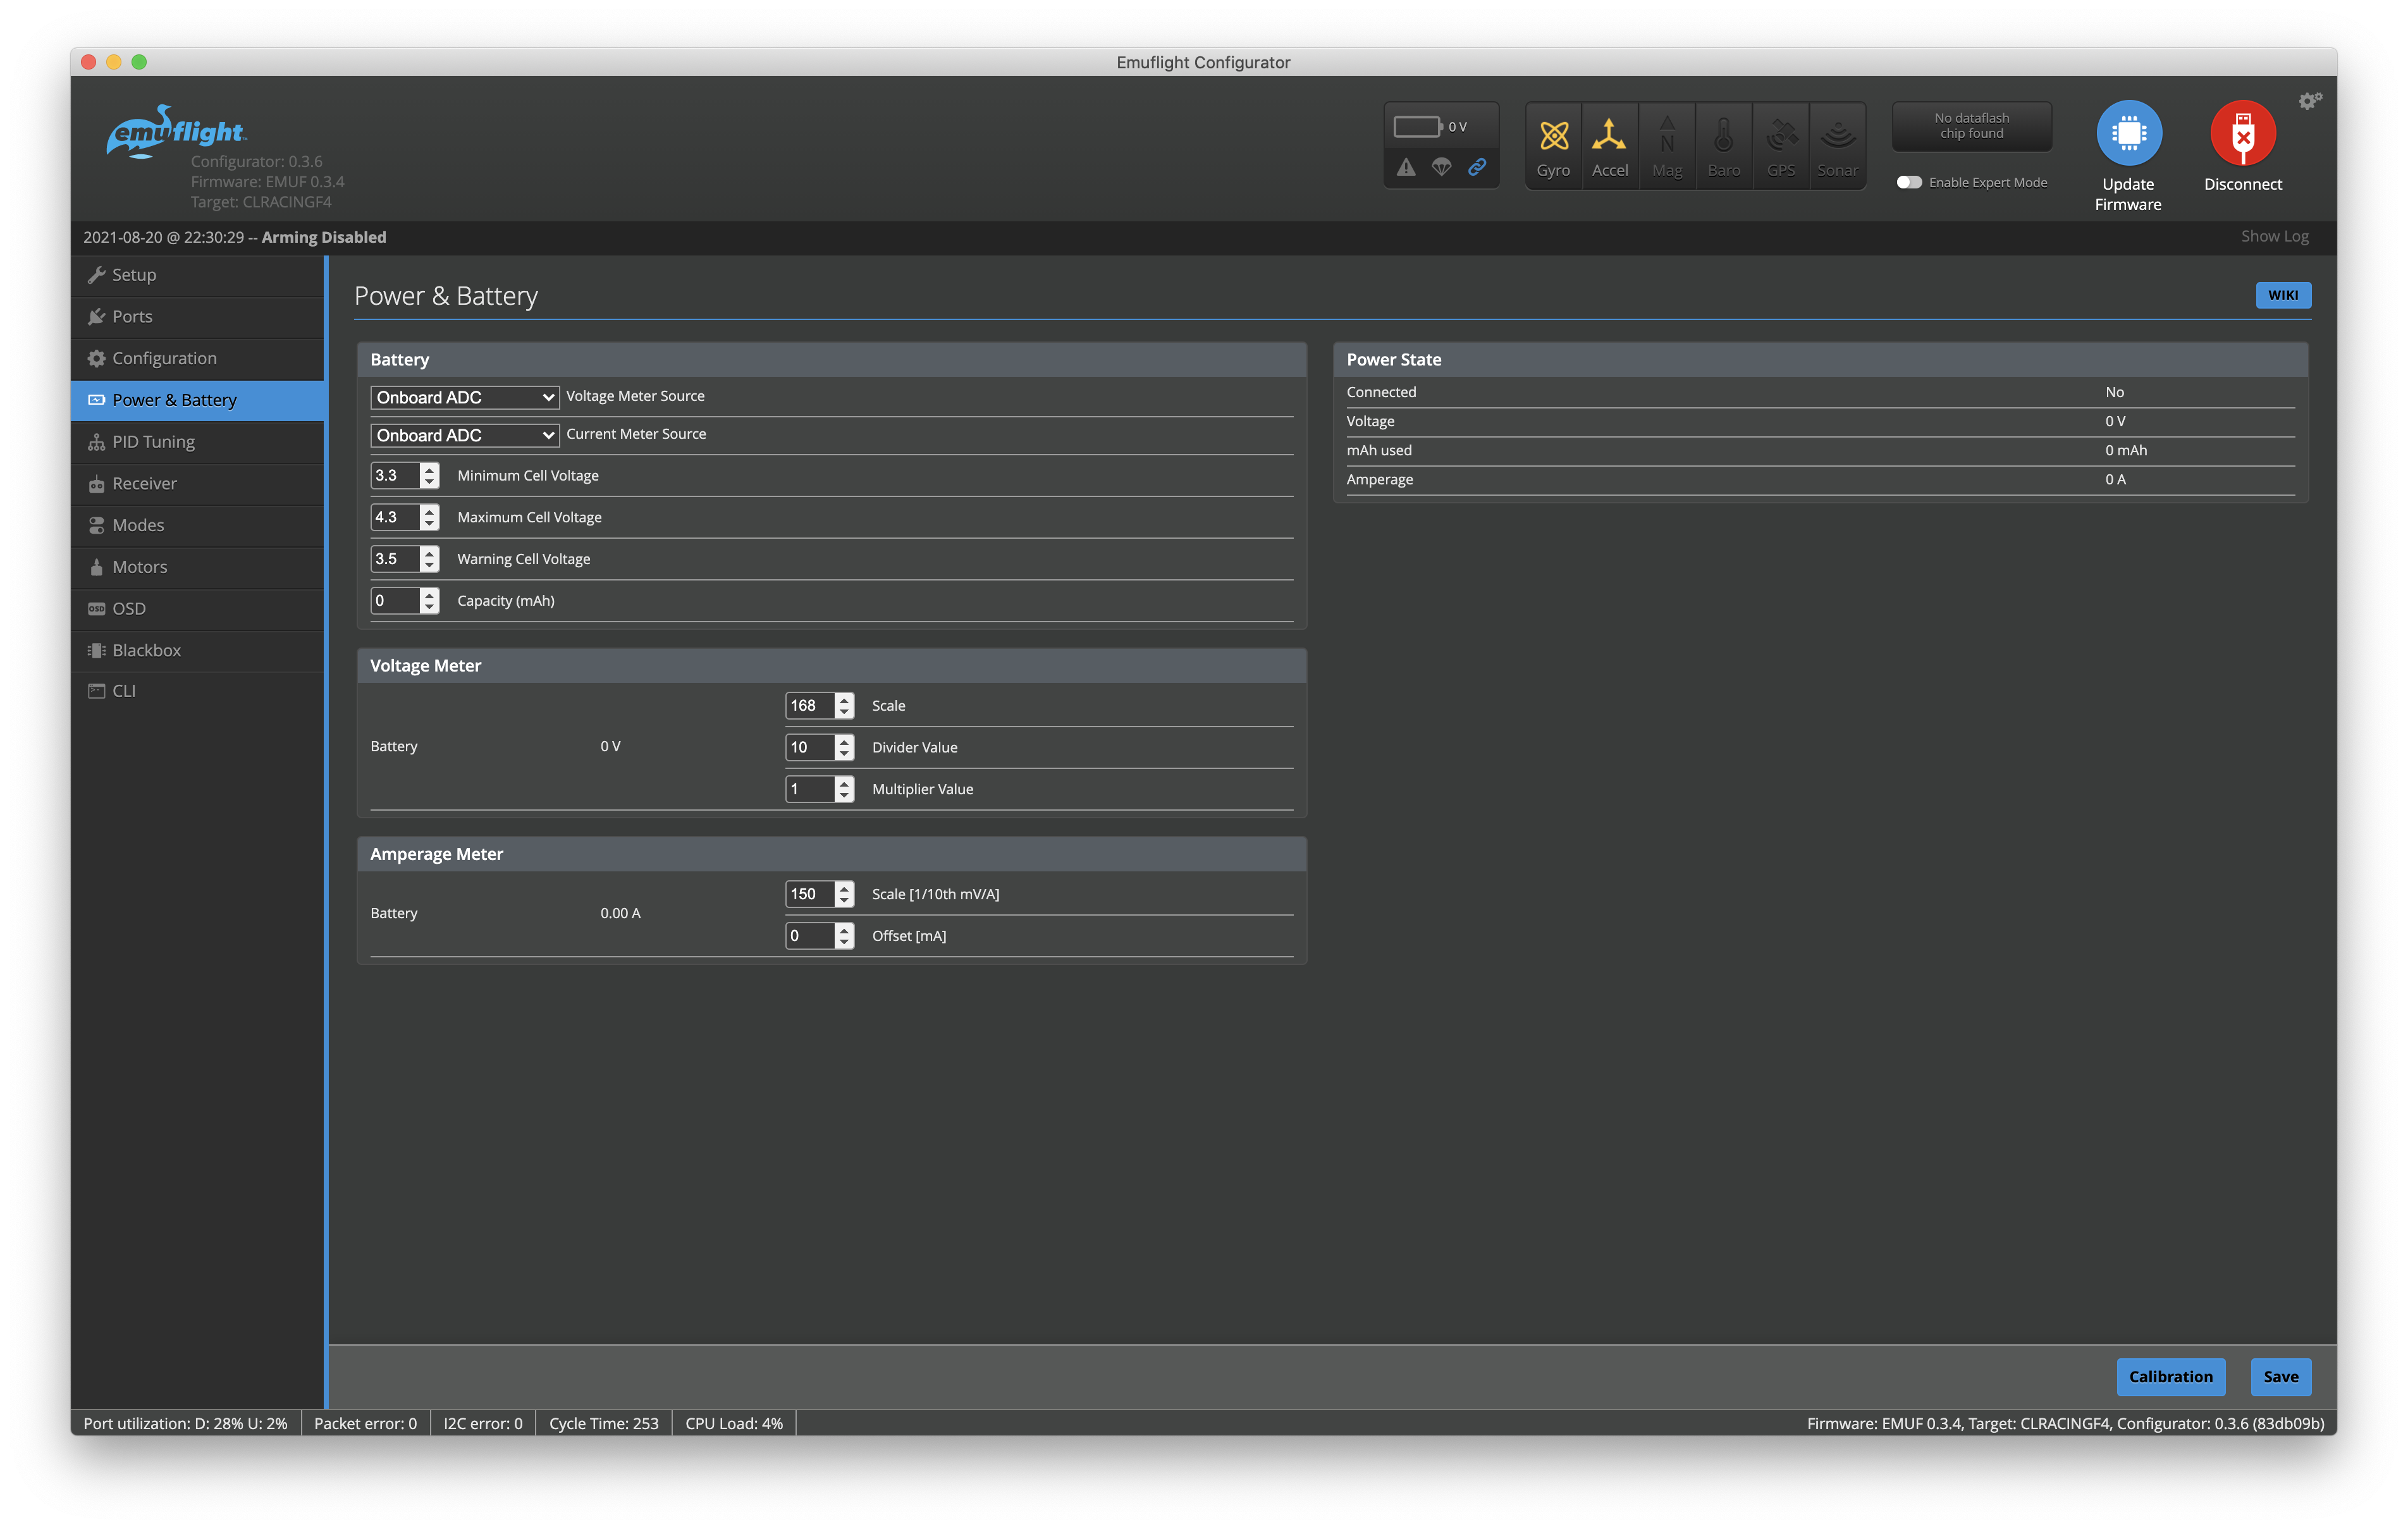 Emuflight Configurator
emuflight
Configurator: 0.3.6
Firmware: EMUF 0.3.4
Target: CLRACINGF4
0 V
Gyro Accel Mag Baro GPS Sonar
N
No dataflash
chip found
Enable Expert Mode
Update
Firmware
Disconnect
2021-08-20 @ 22:30:29 -- Arming Disabled
Show Log
Setup
Ports
Configuration
Power & Battery
PID Tuning
Receiver
Modes
Motors
OSD OSD
Blackbox
CLI
Power & Battery
WIKI
Battery
Onboard ADC Voltage Meter Source
Onboard ADC Current Meter Source
3.3 Minimum Cell Voltage
4.3 Maximum Cell Voltage
3.5 Warning Cell Voltage
0 Capacity (mAh)
Power State
Connected No
Voltage 0 V
mAh used 0 mAh
Amperage 0 A
Voltage Meter
Battery 0 V
168 Scale
10 Divider Value
1 Multiplier Value
Amperage Meter
Battery 0.00 A
150 Scale [1/10th mV/A]
0 Offset [mA]
Calibration
Save
Port utilization: D: 28% U: 2% Packet error: 0 I2C error: 0 Cycle Time: 253 CPU Load: 4%
Firmware: EMUF 0.3.4, Target: CLRACINGF4, Configurator: 0.3.6 (83db09b)